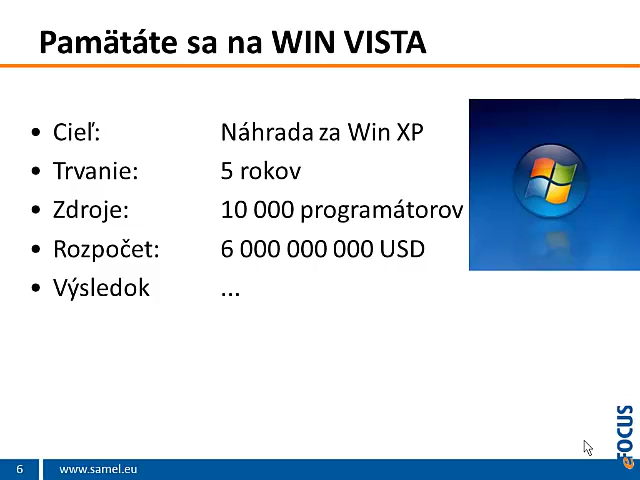 Pamätáte sa na WIN VISTA
• Cieľ: Náhrada za Win XP
• Trvanie: 5 rokov
• Zdroje: 10 000 programátorov
• Rozpočet: 6 000 000 000 USD
• Výsledok ...
eFOCUS
6 www.samel.eu